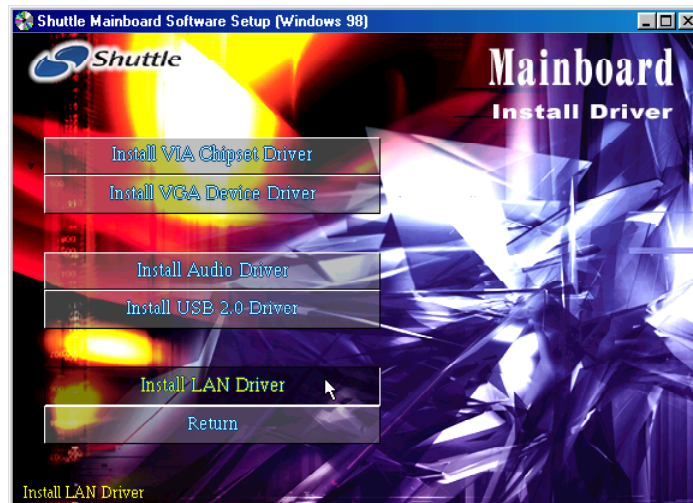 Shuttle Mainboard Software Setup (Windows 98)
Shuttle
Mainboard
Install Driver
Install VIA Chipset Driver
Install VGA Device Driver
Install Audio Driver
Install USB 2.0 Driver
Install LAN Driver
Return
Install LAN Driver